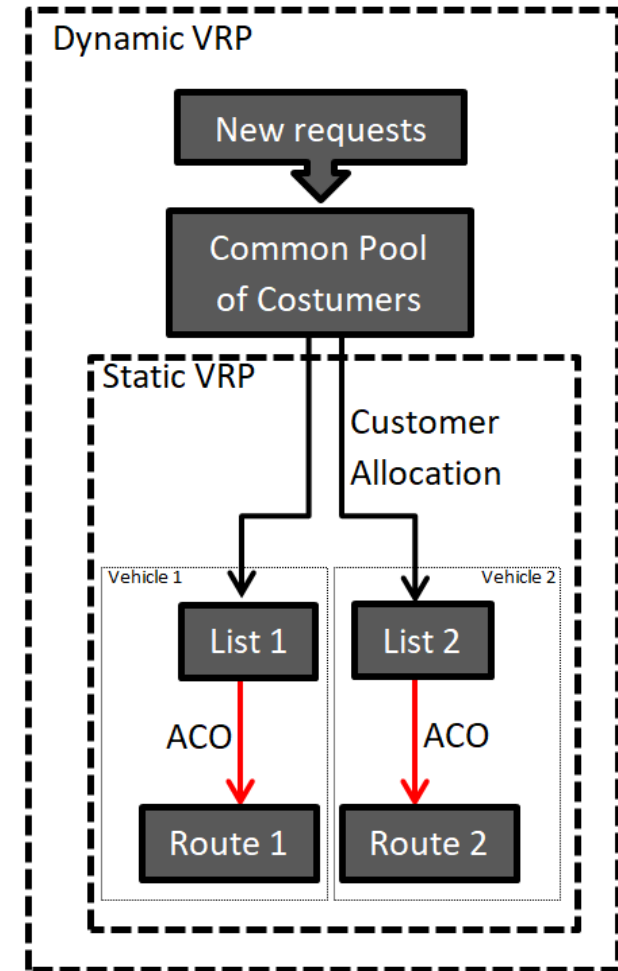 Dynamic VRP
New requests
Common Pool
of Costumers
Static VRP
Customer
Allocation
Vehicle 1
Vehicle 2
List 1
List 2
ACO
ACO
Route 1
Route 2